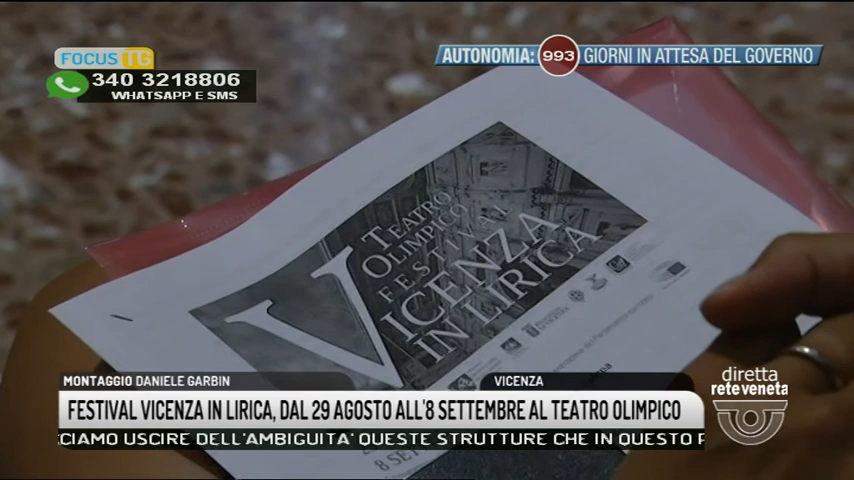 FOCUS TG
340 3218806
WHATSAPP E SMS
AUTONOMIA: 993 GIORNI IN ATTESA DEL GOVERNO
TEATRO
OLIMPICO
FESTIVAL
VICENZA
IN LIRICA
8 SET
MONTAGGIO DANIELE GARBIN
VICENZA
FESTIVAL VICENZA IN LIRICA, DAL 29 AGOSTO ALL'8 SETTEMBRE AL TEATRO OLIMPICO
CIAMO USCIRE DELL'AMBIGUITA' QUESTE STRUTTURE CHE IN QUESTO
diretta
reteveneta